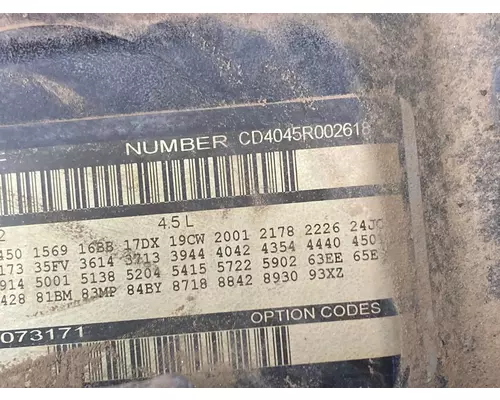 NUMBER CD4045R002618
4.5 L
450 1569 16BB 17DX 19CW 2001 2178 2226 24JC
173 35FV 3614 3713 3944 4042 4354 4440 450
914 5001 5138 5204 5415 5722 5902 63EE 65E
428 81BM 83MP 84BY 8718 8842 8930 93XZ
073171 OPTION CODES